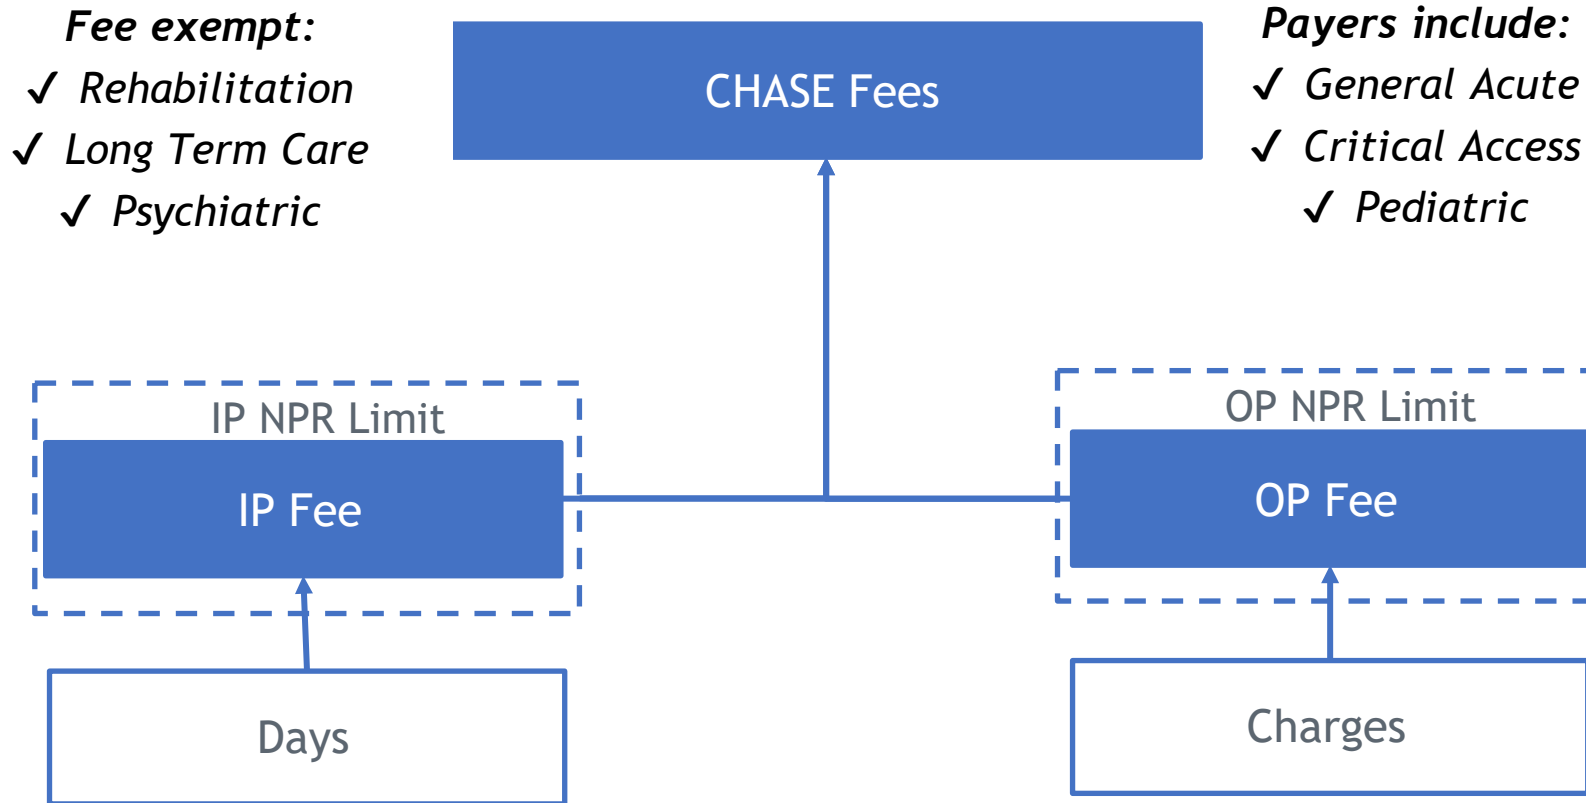 Fee exempt:
✓ Rehabilitation
✓ Long Term Care
✓ Psychiatric
CHASE Fees
Payers include:
✓ General Acute
✓ Critical Access
✓ Pediatric
IP NPR Limit
IP Fee
Days
OP NPR Limit
OP Fee
Charges